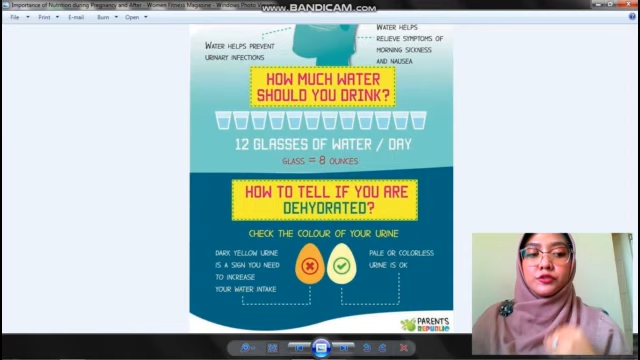 www.BANDICAM.com
Importance of Nutrition during Pregnancy and After - Women Fitness Magazine - Windows Photo
File Print E-mail Burn Open
WATER HELPS
RELIEVE SYMPTOMS OF
MORNING SICKNESS
AND NAUSEA
WATER HELPS PREVENT
URINARY INFECTIONS
HOW MUCH WATER
SHOULD YOU DRINK?
12 GLASSES OF WATER / DAY
GLASS = 8 OUNCES
HOW TO TELL IF YOU ARE
DEHYDRATED?
CHECK THE COLOUR OF YOUR URINE
DARK YELLOW URINE
IS A SIGN YOU NEED
TO INCREASE
YOUR WATER INTAKE
PALE OR COLORLESS
URINE IS OK
PARENTS
REPUBLIC